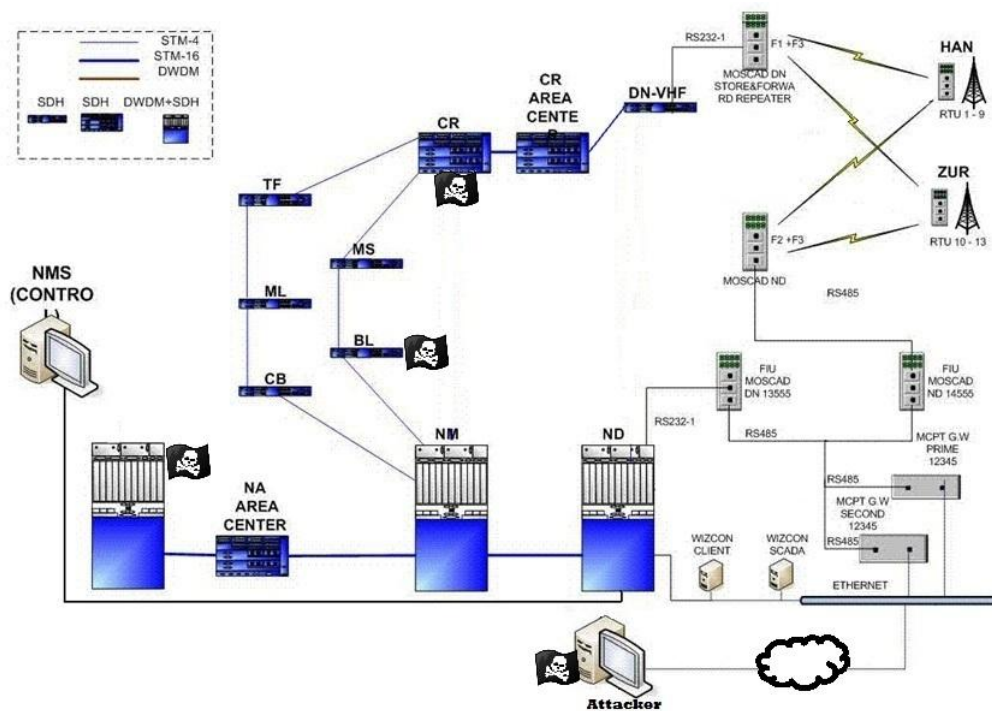 STM-4
STM-16
DWDM
SDH
SDH
DWDM+SDH
CR
CR
AREA
CENTE
DN-VHF
RS232-1
F1 +F3
MOSCAD DN
STORE&FORWA
RD REPEATER
HAN
RTU 1 - 9
TF
ZUR
RTU 10 - 13
MS
F2 +F3
MOSCAD ND
RS485
NMS
(CONTRO
ML
BL
CB
FIU
MOSCAD
DN 13555
FIU
MOSCAD
ND 14555
RS232-1
RS485
NM
ND
MCPT G.W
PRIME
12345
NA
AREA
CENTER
RS485
MCPT G.W
SECOND
12345
RS485
WIZCON
CLIENT
WIZCON
SCADA
ETHERNET
Attacker